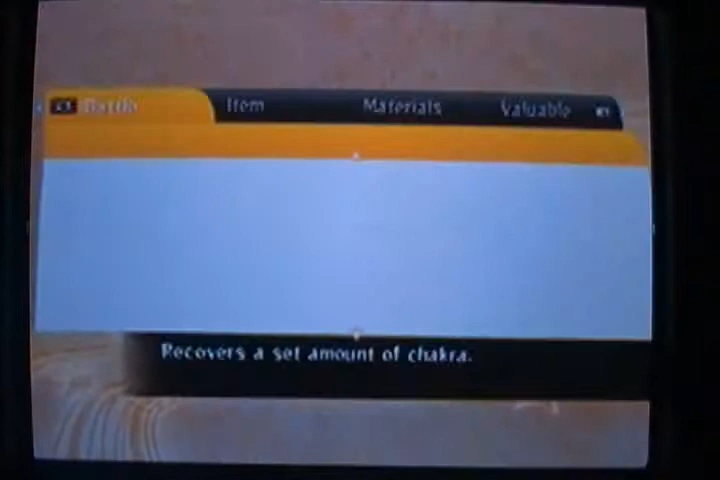 Battle Item Materials Valuable
Recovers a set amount of chakra.